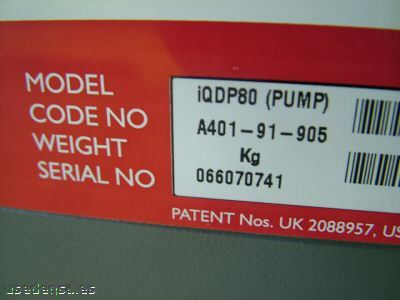 MODEL iQDP80 (PUMP)
CODE NO A401-91-905
WEIGHT Kg
SERIAL NO 066070741
PATENT Nos. UK 2088957, US